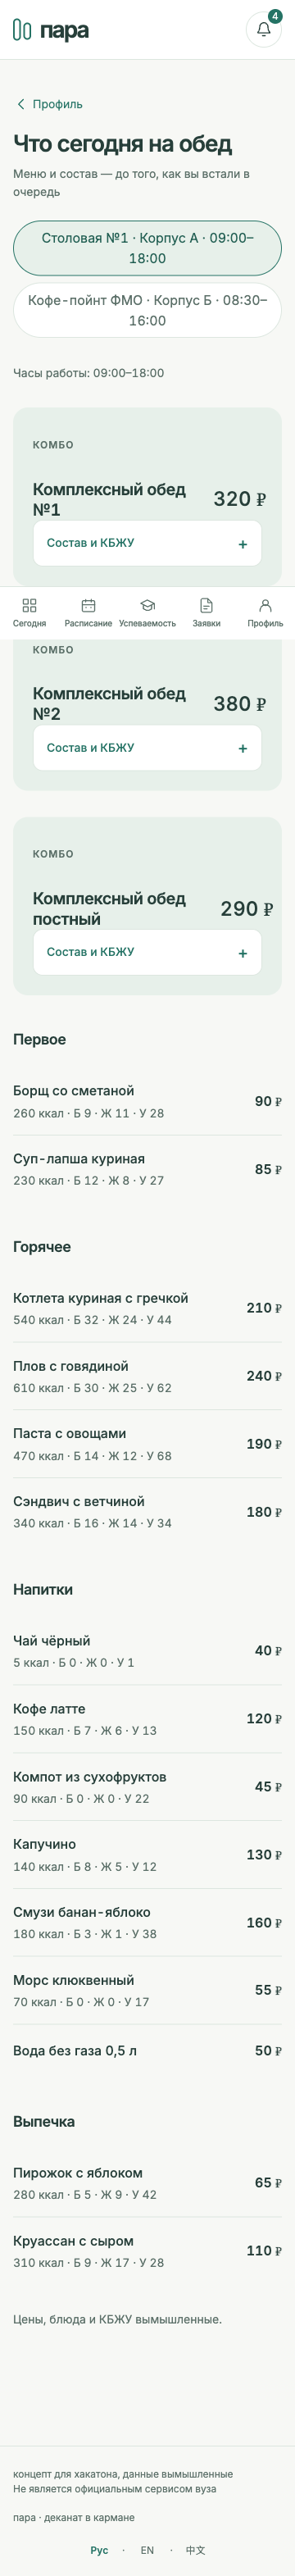 пара
4
Профиль
Что сегодня на обед
Меню и состав — до того, как вы встали в
очередь
Столовая №1 · Корпус А · 09:00–
18:00
Кофе-пойнт ФМО · Корпус Б · 08:30–
16:00
Часы работы: 09:00–18:00
КОМБО
Комплексный обед
№1
320 ₽
Состав и КБЖУ +
Сегодня Расписание Успеваемость Заявки Профиль
КОМБО
Комплексный обед
№2
380 ₽
Состав и КБЖУ +
КОМБО
Комплексный обед
постный
290 ₽
Состав и КБЖУ +
Первое
Борщ со сметаной
260 ккал · Б 9 · Ж 11 · У 28
90 ₽
Суп-лапша куриная
230 ккал · Б 12 · Ж 8 · У 27
85 ₽
Горячее
Котлета куриная с гречкой
540 ккал · Б 32 · Ж 24 · У 44
210 ₽
Плов с говядиной
610 ккал · Б 30 · Ж 25 · У 62
240 ₽
Паста с овощами
470 ккал · Б 14 · Ж 12 · У 68
190 ₽
Сэндвич с ветчиной
340 ккал · Б 16 · Ж 14 · У 34
180 ₽
Напитки
Чай чёрный
5 ккал · Б 0 · Ж 0 · У 1
40 ₽
Кофе латте
150 ккал · Б 7 · Ж 6 · У 13
120 ₽
Компот из сухофруктов
90 ккал · Б 0 · Ж 0 · У 22
45 ₽
Капучино
140 ккал · Б 8 · Ж 5 · У 12
130 ₽
Смузи банан-яблоко
180 ккал · Б 3 · Ж 1 · У 38
160 ₽
Морс клюквенный
70 ккал · Б 0 · Ж 0 · У 17
55 ₽
Вода без газа 0,5 л
50 ₽
Выпечка
Пирожок с яблоком
280 ккал · Б 5 · Ж 9 · У 42
65 ₽
Круассан с сыром
310 ккал · Б 9 · Ж 17 · У 28
110 ₽
Цены, блюда и КБЖУ вымышленные.
концепт для хакатона, данные вымышленные
Не является официальным сервисом вуза
пара · деканат в кармане
Рус · EN · 中文